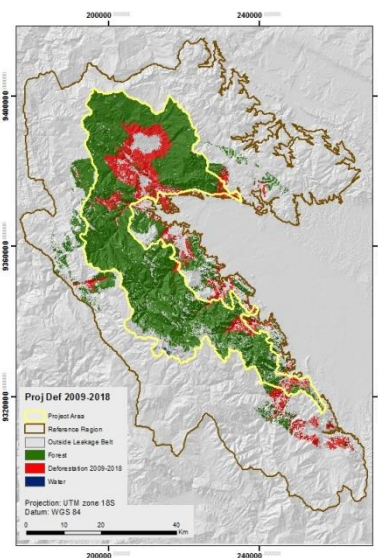 200000 240000
9400000
9360000
9320000
Proj Def 2009-2018
Project Area
Reference Region
Outside Leakage Belt
Forest
Deforestation 2009-2018
Water
Projection: UTM zone 18S
Datum: WGS 84
0 10 20 40
Km
200000 240000